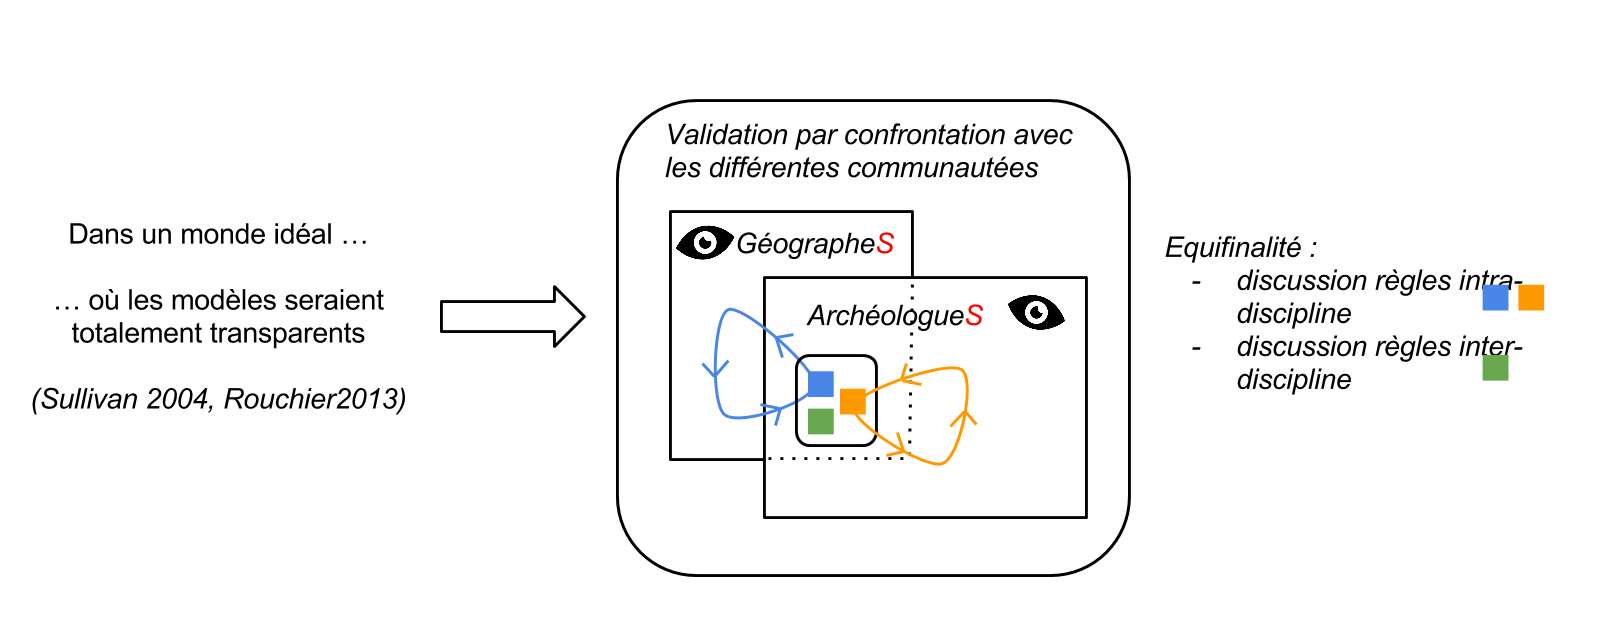 Dans un monde idéal …
… où les modèles seraient
totalement transparents
(Sullivan 2004, Rouchier2013)
Validation par confrontation avec
les différentes communautées
GéographeS
ArchéologueS
Equifinalité :
- discussion règles intra-
discipline
- discussion règles inter-
discipline